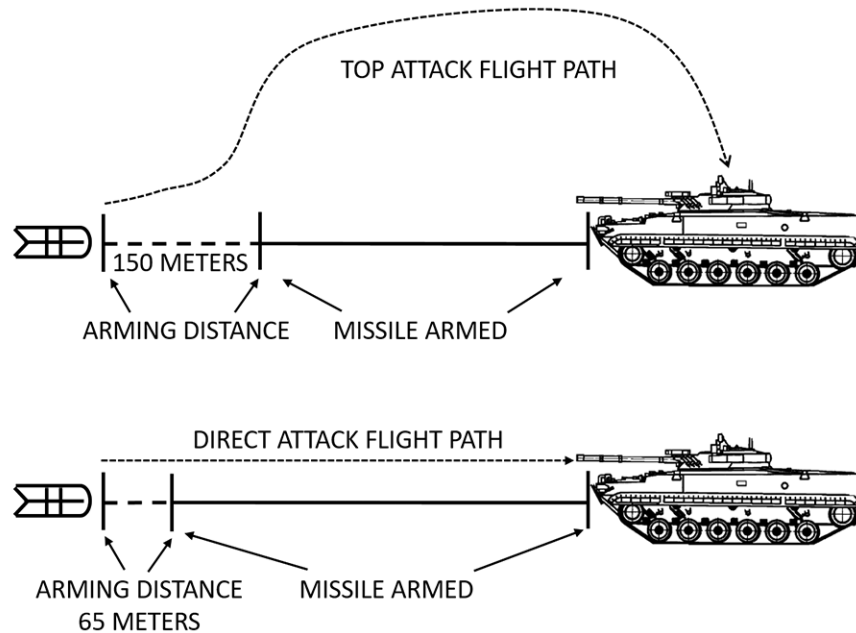 TOP ATTACK FLIGHT PATH
150 METERS
ARMING DISTANCE
MISSILE ARMED
DIRECT ATTACK FLIGHT PATH
ARMING DISTANCE
65 METERS
MISSILE ARMED